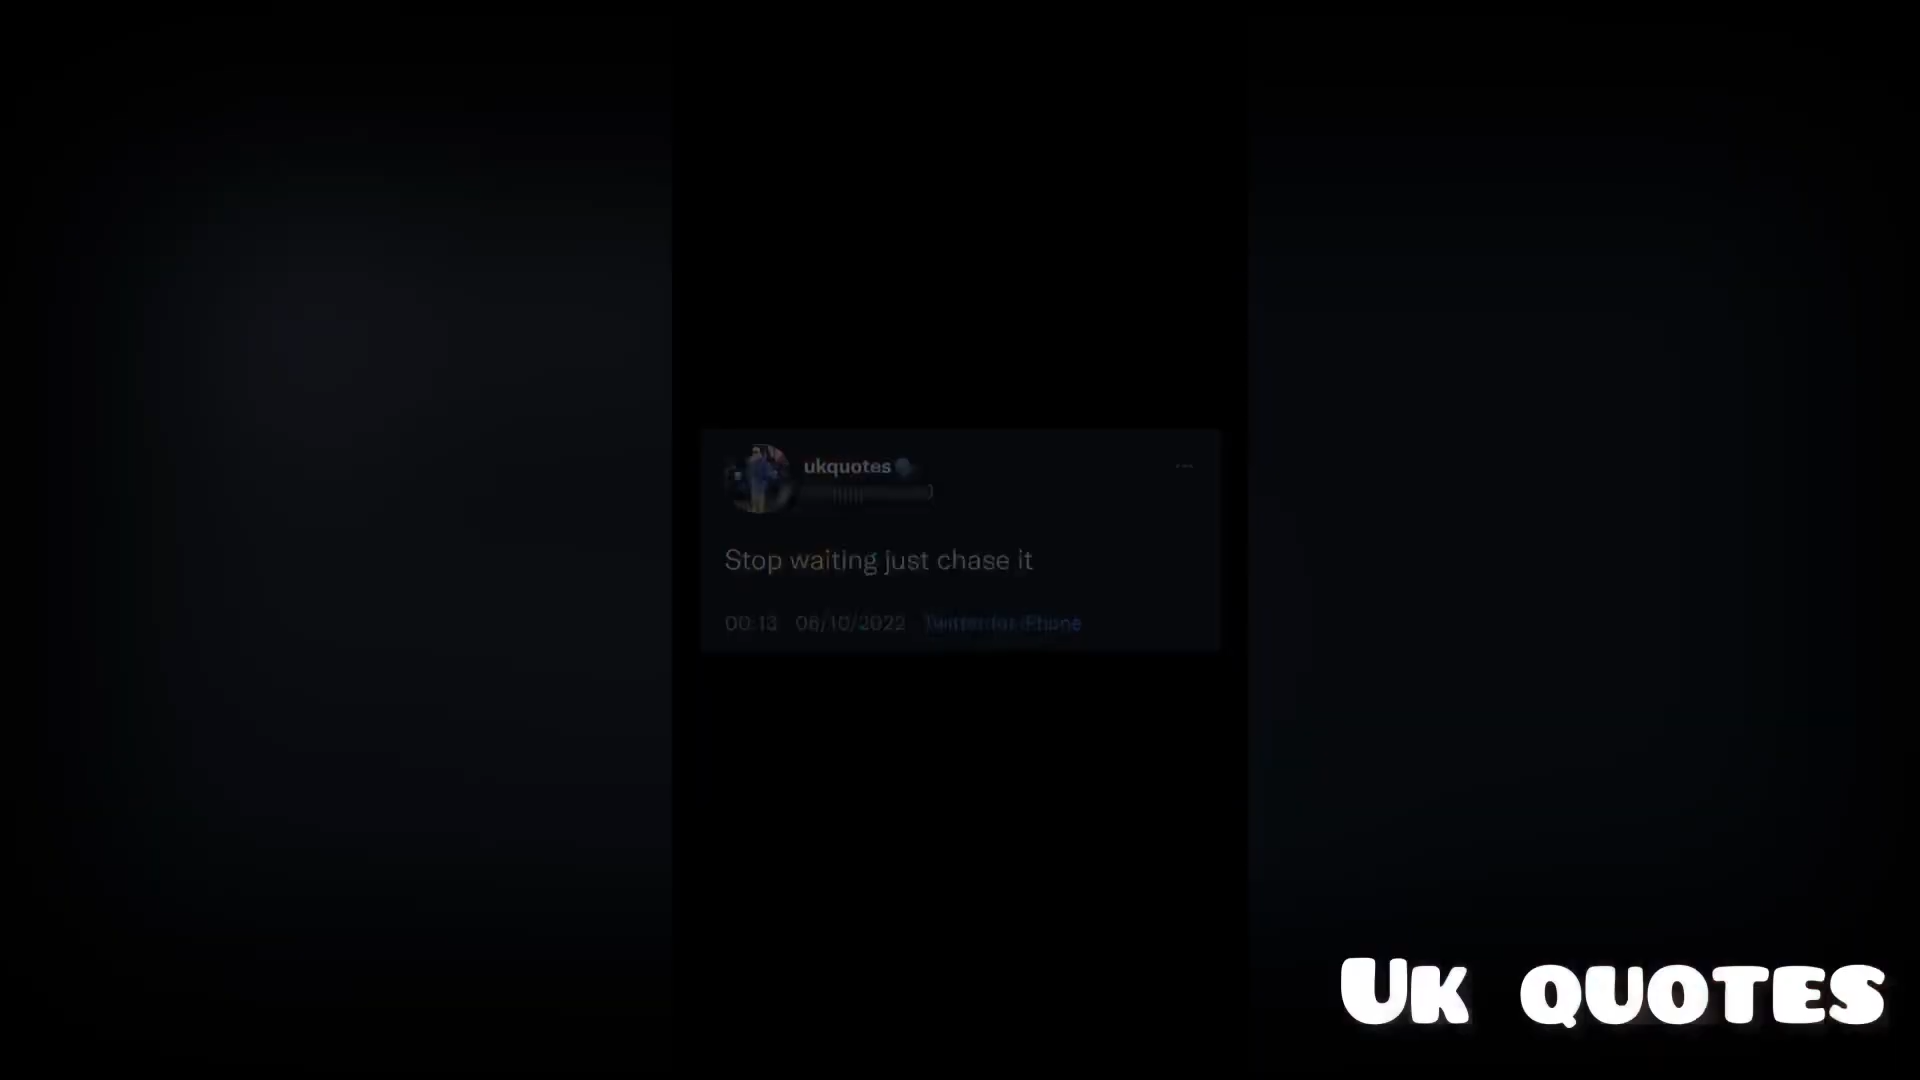 ukquotes
Stop waiting just chase it
00:13 06/10/2022 Twitter for iPhone
Uk quotes